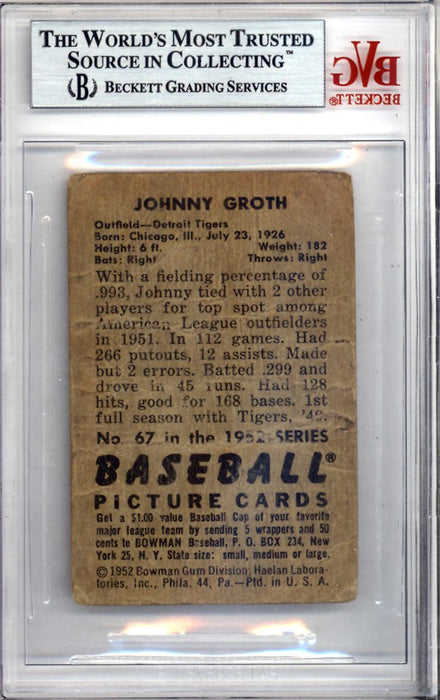 THE WORLD'S MOST TRUSTED
SOURCE IN COLLECTING™
B BECKETT GRADING SERVICES
BVG
BECKETT®
JOHNNY GROTH
Outfield—Detroit Tigers
Born: Chicago, Ill., July 23, 1926
Height: 6 ft. Weight: 182
Bats: Right Throws: Right
With a fielding percentage of
.993, Johnny tied with 2 other
players for top spot among
American League outfielders
in 1951. In 112 games. Had
266 putouts, 12 assists. Made
but 2 errors. Batted .299 and
drove in 45 runs. Had 128
hits, good for 168 bases. 1st
full season with Tigers, '49.
No. 67 in the 1952 SERIES
BASEBALL®
PICTURE CARDS
Get a $1.00 value Baseball Cap of your favorite
major league team by sending 5 wrappers and 50
cents to BOWMAN Baseball, P. O. BOX 234, New
York 25, N. Y. State size: small, medium or large.
© 1952 Bowman Gum Division, Haelan Labora-
tories, Inc., Phila. 44, Pa.—Ptd. in U. S. A.